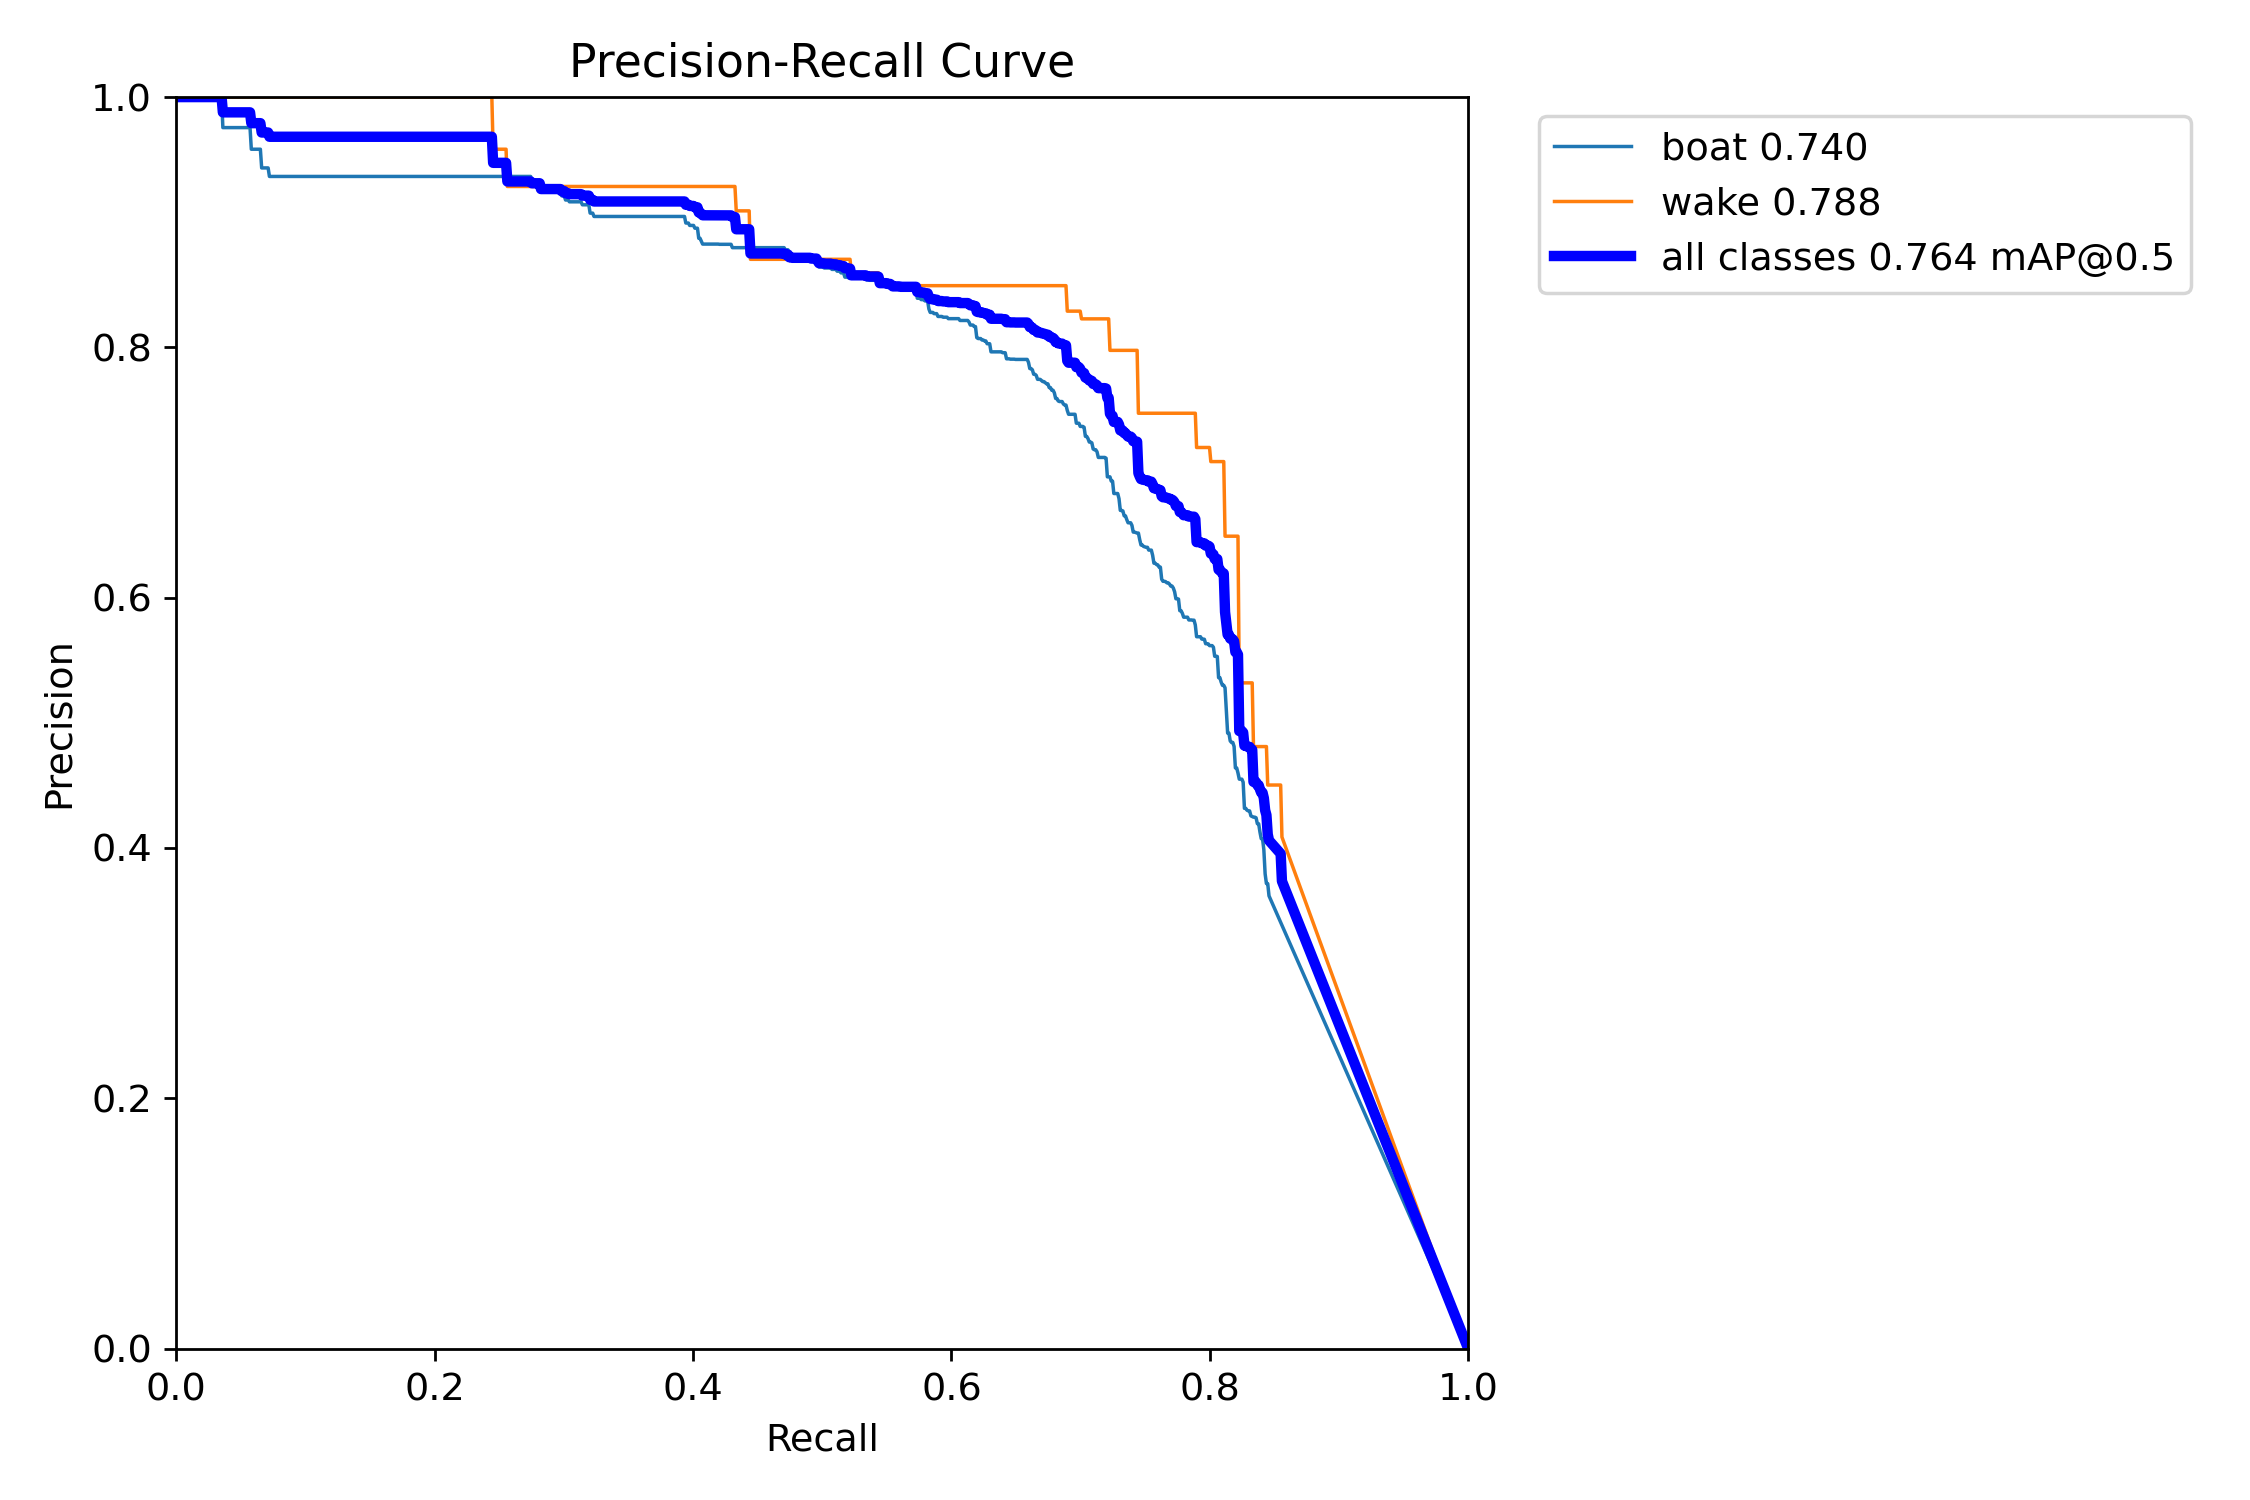 Precision-Recall Curve
1.0
0.8
0.6
0.4
0.2
0.0
Precision
0.0 0.2 0.4 0.6 0.8 1.0
Recall
boat 0.740
wake 0.788
all classes 0.764 mAP@0.5